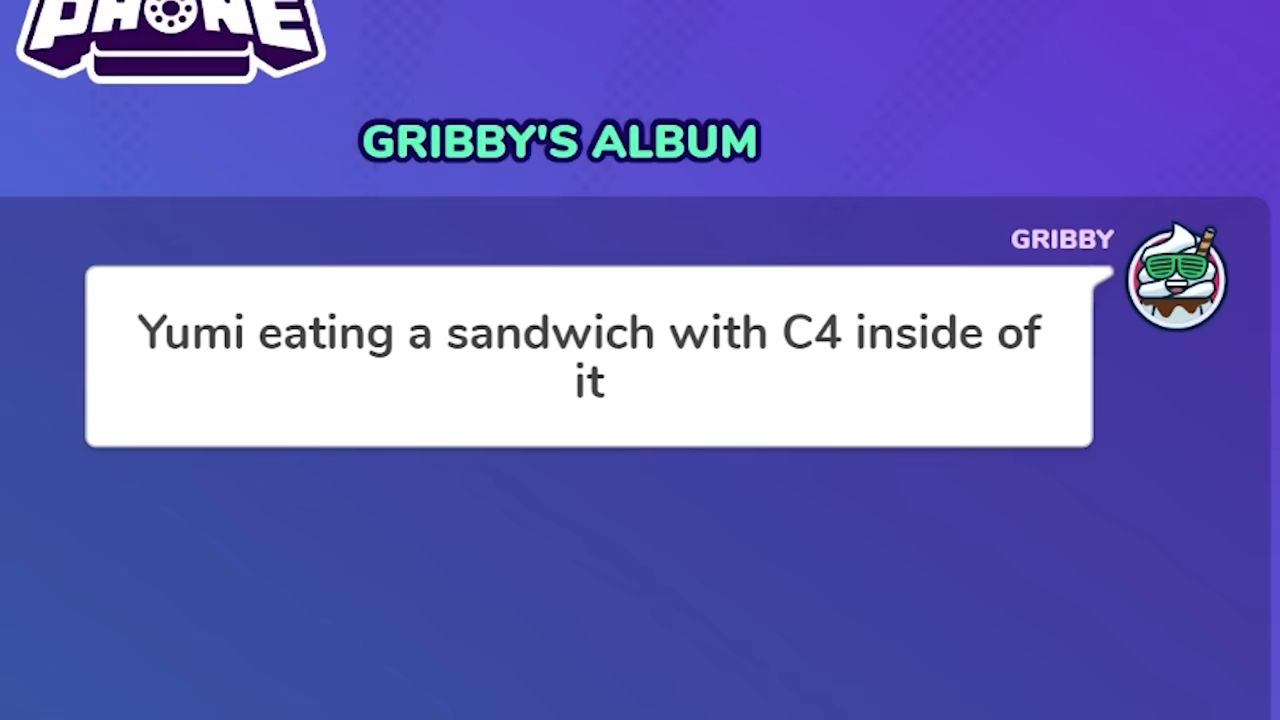 PHONE
GRIBBY'S ALBUM
GRIBBY
Yumi eating a sandwich with C4 inside of
it